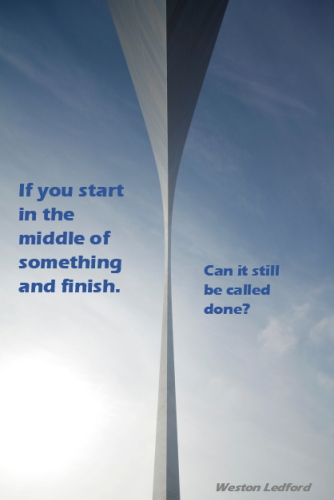 If you start
in the
middle of
something
and finish.
Can it still
be called
done?
Weston Ledford